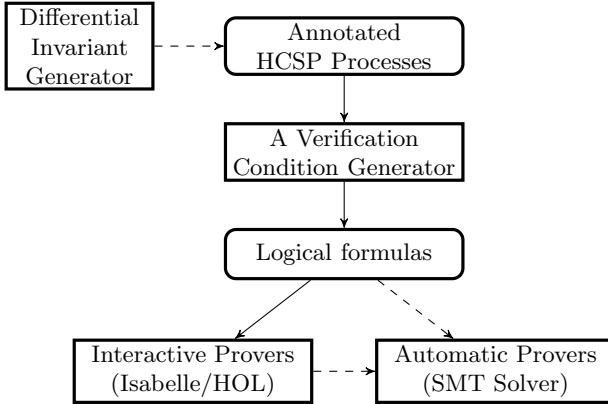 Differential
Invariant
Generator
Annotated
HCSP Processes
A Verification
Condition Generator
Logical formulas
Interactive Provers
(Isabelle/HOL)
Automatic Provers
(SMT Solver)